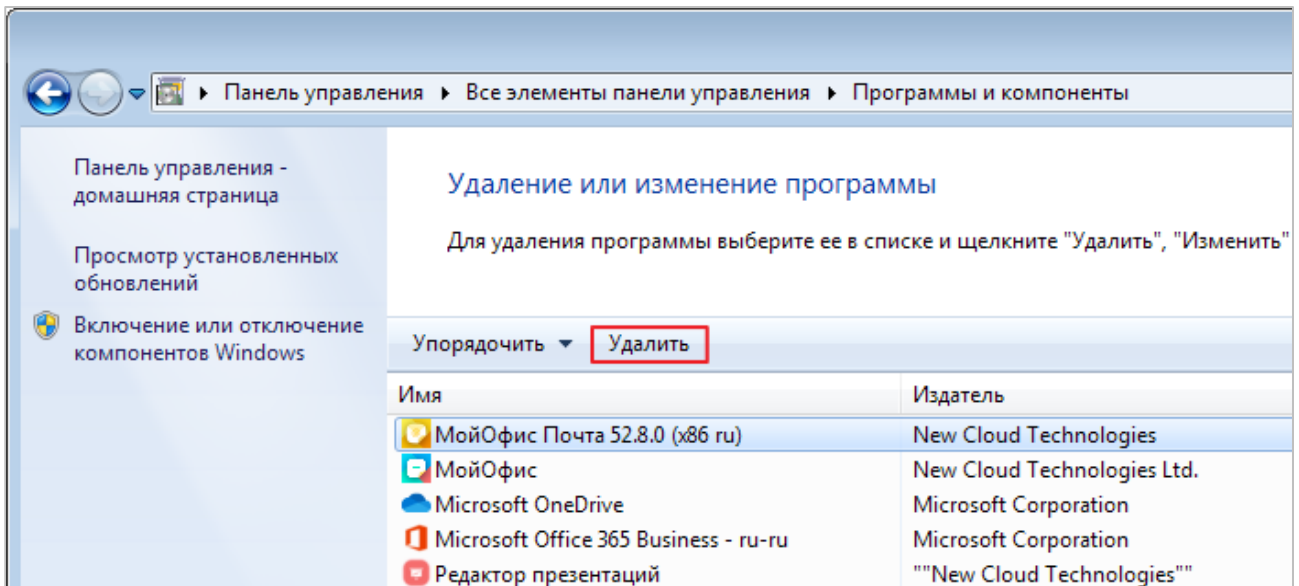 Панель управления ▸ Все элементы панели управления ▸ Программы и компоненты
Панель управления -
домашняя страница
Просмотр установленных
обновлений
Включение или отключение
компонентов Windows
Удаление или изменение программы
Для удаления программы выберите ее в списке и щелкните "Удалить", "Изменить"
Упорядочить Удалить
Имя Издатель
МойОфис Почта 52.8.0 (x86 ru) New Cloud Technologies
МойОфис New Cloud Technologies Ltd.
Microsoft OneDrive Microsoft Corporation
Microsoft Office 365 Business - ru-ru Microsoft Corporation
Редактор презентаций ""New Cloud Technologies""